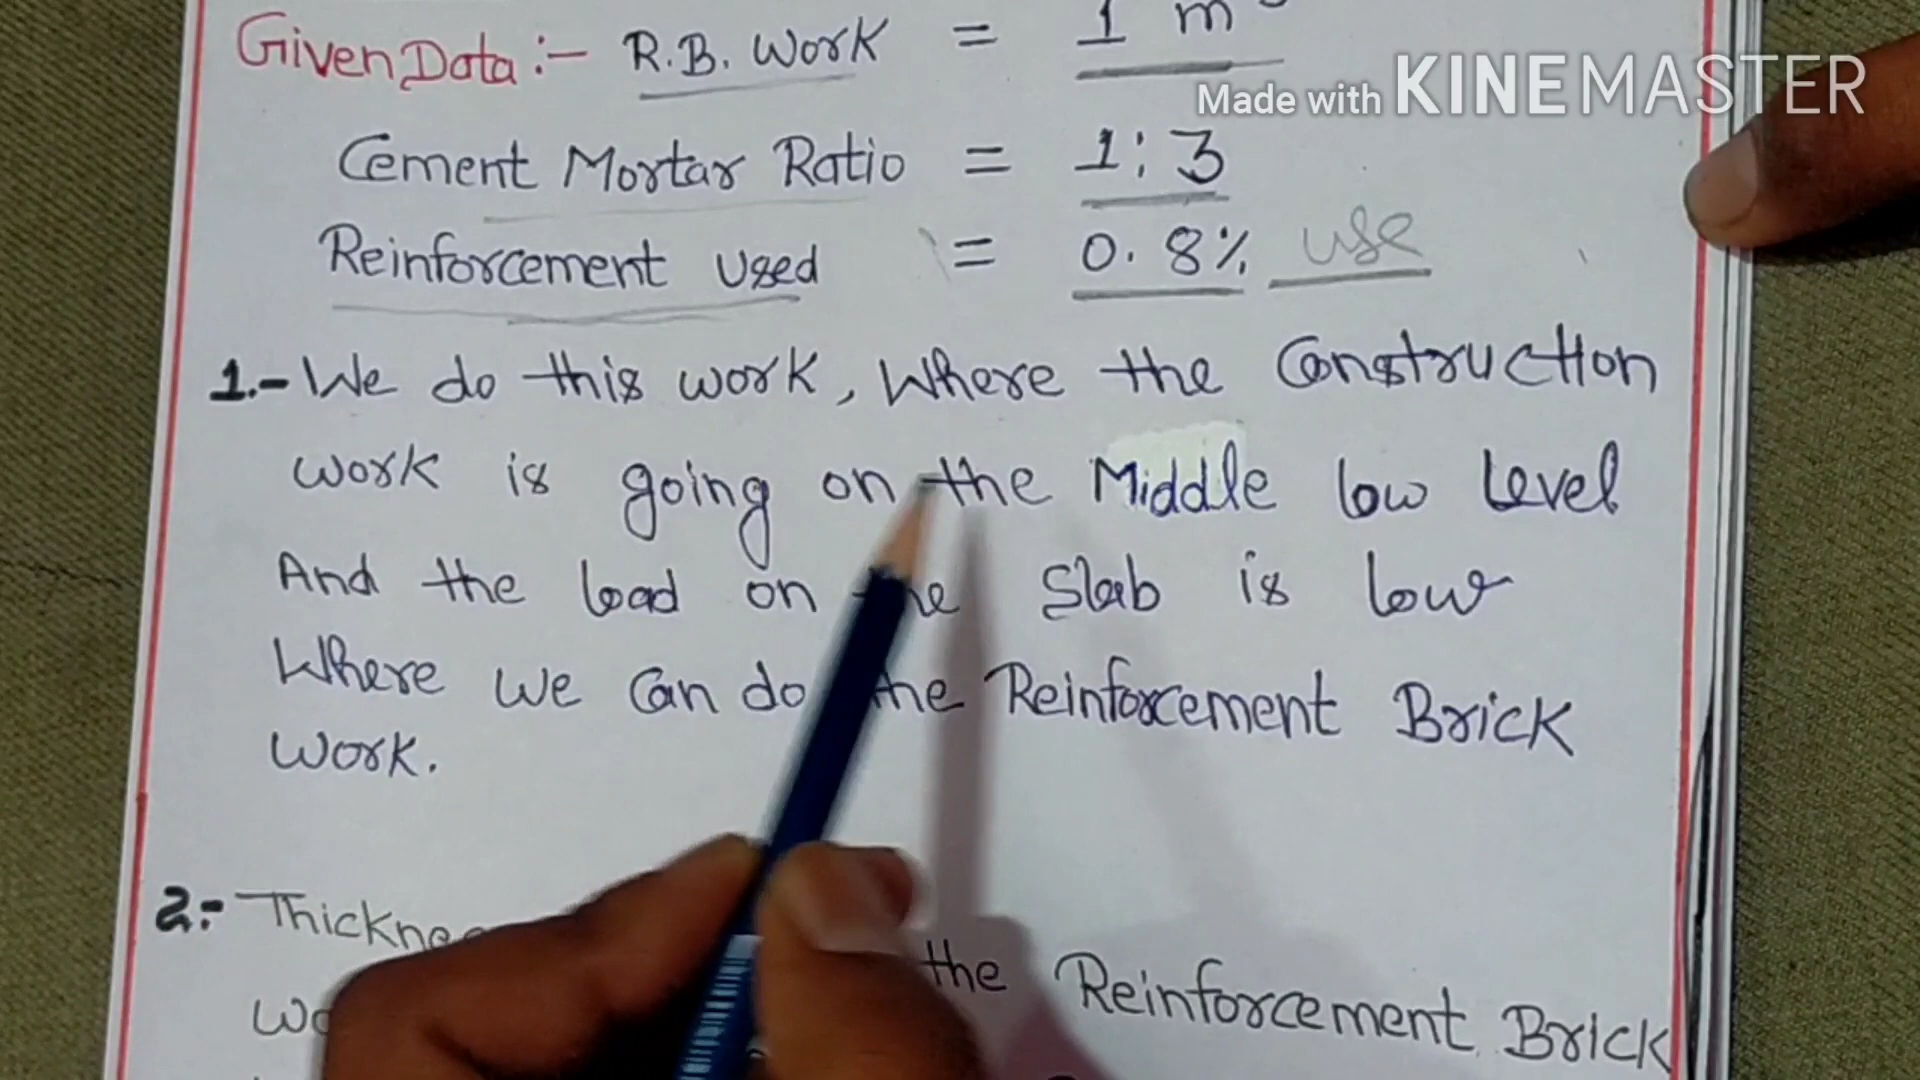 Given Data :- R.B. Work = 1 m
Made with KINEMASTER
Cement Mortar Ratio = 1:3
Reinforcement Used = 0.8% use
1.- We do this work, Where the Construction
work is going on the Middle low Level
And the load on the Slab is low
Where we Can do the Reinforcement Brick
Work.
2:- the Reinforcement Brick